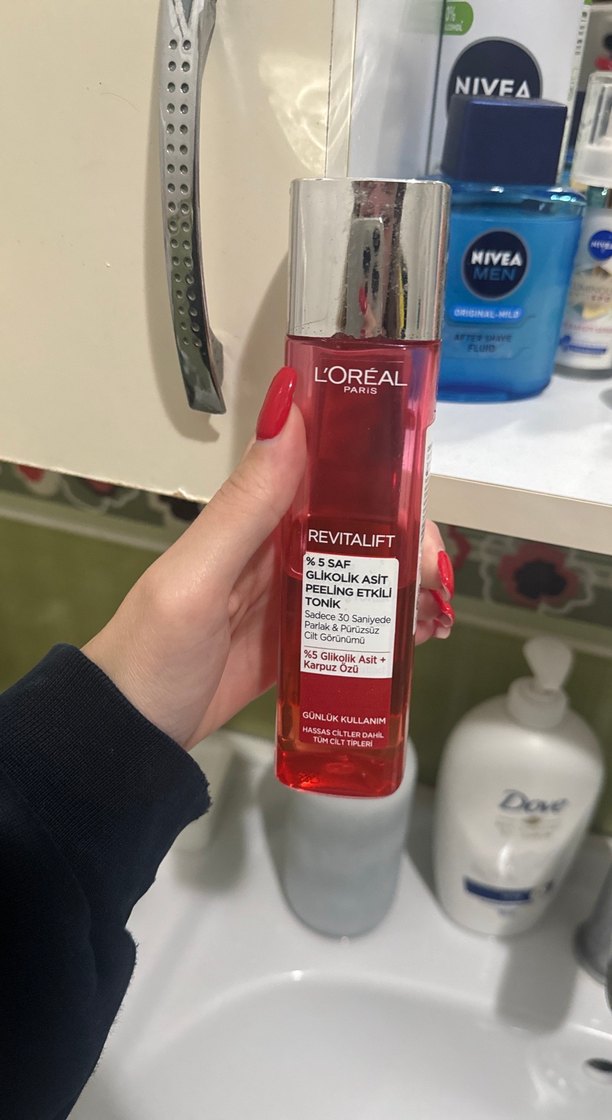 NIVEA
NIVEA
MEN
ORIGINAL-MILD
AFTER SHAVE
FLUID
NIVEA
L'ORÉAL
PARIS
REVITALIFT
% 5 SAF
GLİKOLİK ASİT
PEELİNG ETKİLİ
TONİK
Sadece 30 Saniyede
Parlak & Pürüzsüz
Cilt Görünümü
%5 Glikolik Asit +
Karpuz Özü
GÜNLÜK KULLANIM
HASSAS CİLTLER DAHİL
TÜM CİLT TİPLERİ
Dove